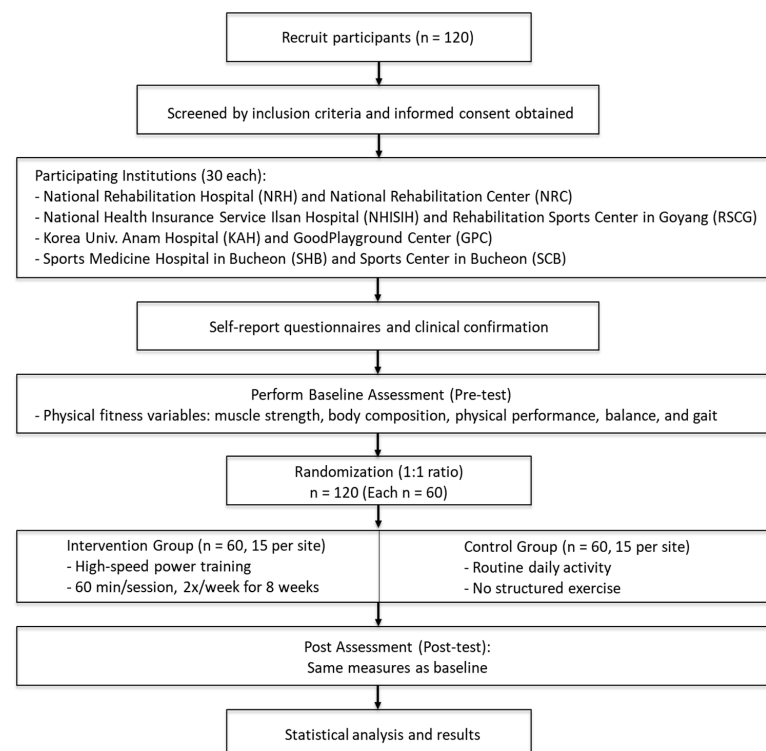 Recruit participants (n = 120)
Screened by inclusion criteria and informed consent obtained
Participating Institutions (30 each):
- National Rehabilitation Hospital (NRH) and National Rehabilitation Center (NRC)
- National Health Insurance Service Ilsan Hospital (NHISIH) and Rehabilitation Sports Center in Goyang (RSCG)
- Korea Univ. Anam Hospital (KAH) and GoodPlayground Center (GPC)
- Sports Medicine Hospital in Bucheon (SHB) and Sports Center in Bucheon (SCB)
Self-report questionnaires and clinical confirmation
Perform Baseline Assessment (Pre-test)
- Physical fitness variables: muscle strength, body composition, physical performance, balance, and gait
Randomization (1:1 ratio)
n = 120 (Each n = 60)
Intervention Group (n = 60, 15 per site)
- High-speed power training
- 60 min/session, 2x/week for 8 weeks
Control Group (n = 60, 15 per site)
- Routine daily activity
- No structured exercise
Post Assessment (Post-test):
Same measures as baseline
Statistical analysis and results